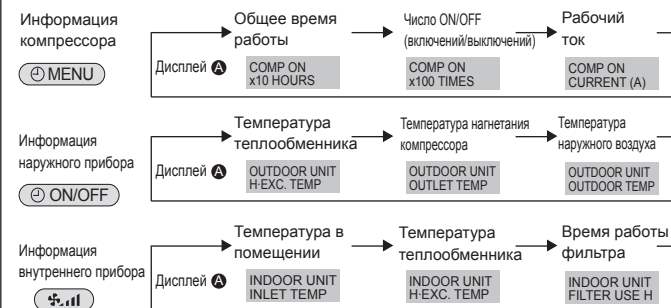 Информация
компрессора
MENU
Дисплей A
Общее время
работы
COMP ON
x10 HOURS
Число ON/OFF
(включений/выключений)
COMP ON
x100 TIMES
Рабочий
ток
COMP ON
CURRENT (A)
Информация
наружного прибора
ON/OFF
Дисплей A
Температура
теплообменника
OUTDOOR UNIT
H·EXC. TEMP
Температура нагнетания
компрессора
OUTDOOR UNIT
OUTLET TEMP
Температура
наружного воздуха
OUTDOOR UNIT
OUTDOOR TEMP
Информация
внутреннего прибора
Дисплей A
Температура в
помещении
INDOOR UNIT
INLET TEMP
Температура
теплообменника
INDOOR UNIT
H·EXC. TEMP
Время работы
фильтра
INDOOR UNIT
FILTER USE H